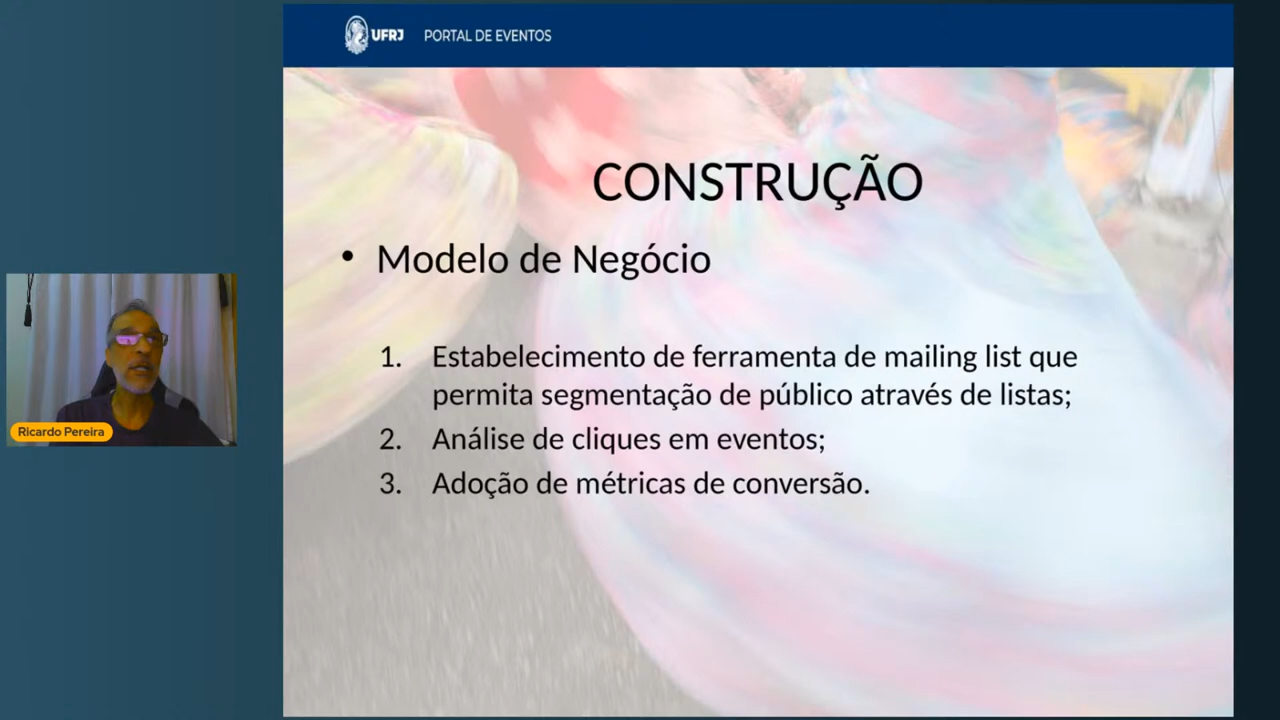 UFRJ PORTAL DE EVENTOS
CONSTRUÇÃO
• Modelo de Negócio
1. Estabelecimento de ferramenta de mailing list que
permita segmentação de público através de listas;
2. Análise de cliques em eventos;
3. Adoção de métricas de conversão.
Ricardo Pereira